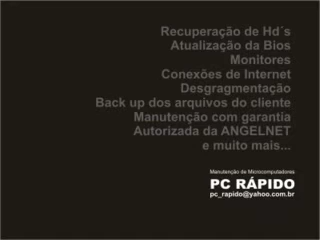 Recuperação de Hd´s
Atualização da Bios
Monitores
Conexões de Internet
Desgragmentação
Back up dos arquivos do cliente
Manutenção com garantia
Autorizada da ANGELNET
e muito mais...
Manutenção de Microcomputadores
PC RÁPIDO
pc_rapido@yahoo.com.br